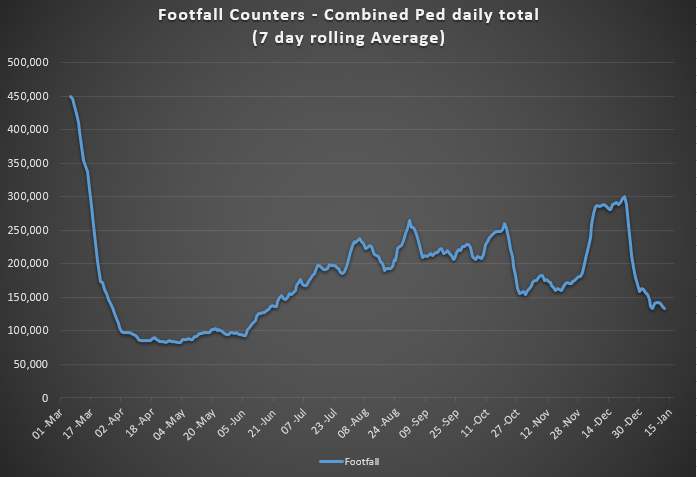 Footfall Counters - Combined Ped daily total
(7 day rolling Average)
500,000
450,000
400,000
350,000
300,000
250,000
200,000
150,000
100,000
50,000
0
01-Mar
17-Mar
02-Apr
18-Apr
04-May
20-May
05-Jun
21-Jun
07-Jul
23-Jul
08-Aug
24-Aug
09-Sep
25-Sep
11-Oct
27-Oct
12-Nov
28-Nov
14-Dec
30-Dec
15-Jan
Footfall